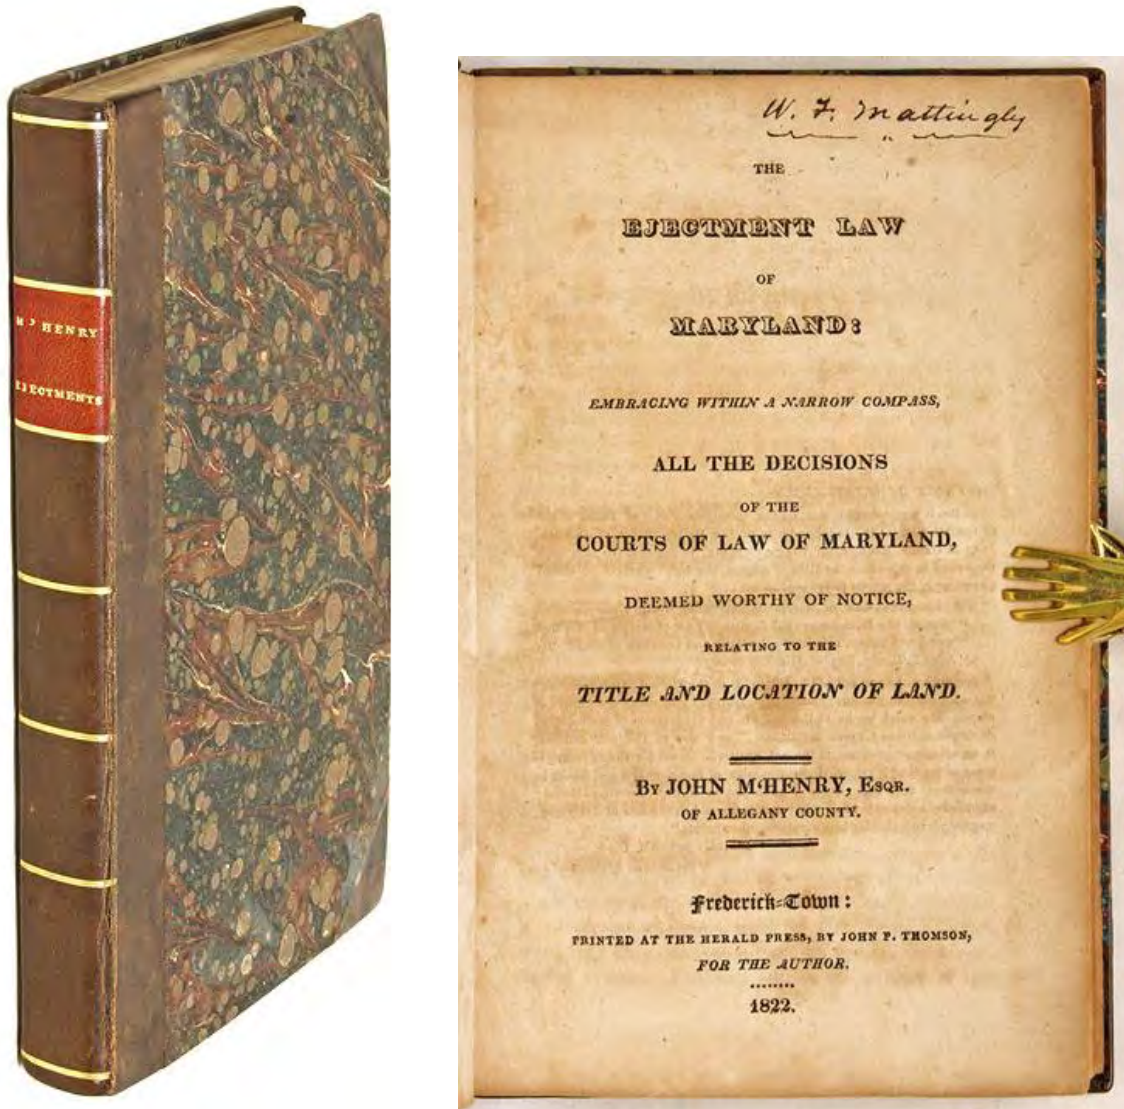 M'HENRY
EJECTMENTS
W. F. Mattingly
THE
EJECTMENT LAW
OF
MARYLAND:
EMBRACING WITHIN A NARROW COMPASS,
ALL THE DECISIONS
OF THE
COURTS OF LAW OF MARYLAND,
DEEMED WORTHY OF NOTICE,
RELATING TO THE
TITLE AND LOCATION OF LAND.
By JOHN M‘HENRY, Esqr.
OF ALLEGANY COUNTY.
Frederick-Town:
PRINTED AT THE HERALD PRESS, BY JOHN P. THOMSON,
FOR THE AUTHOR.
........
1822.